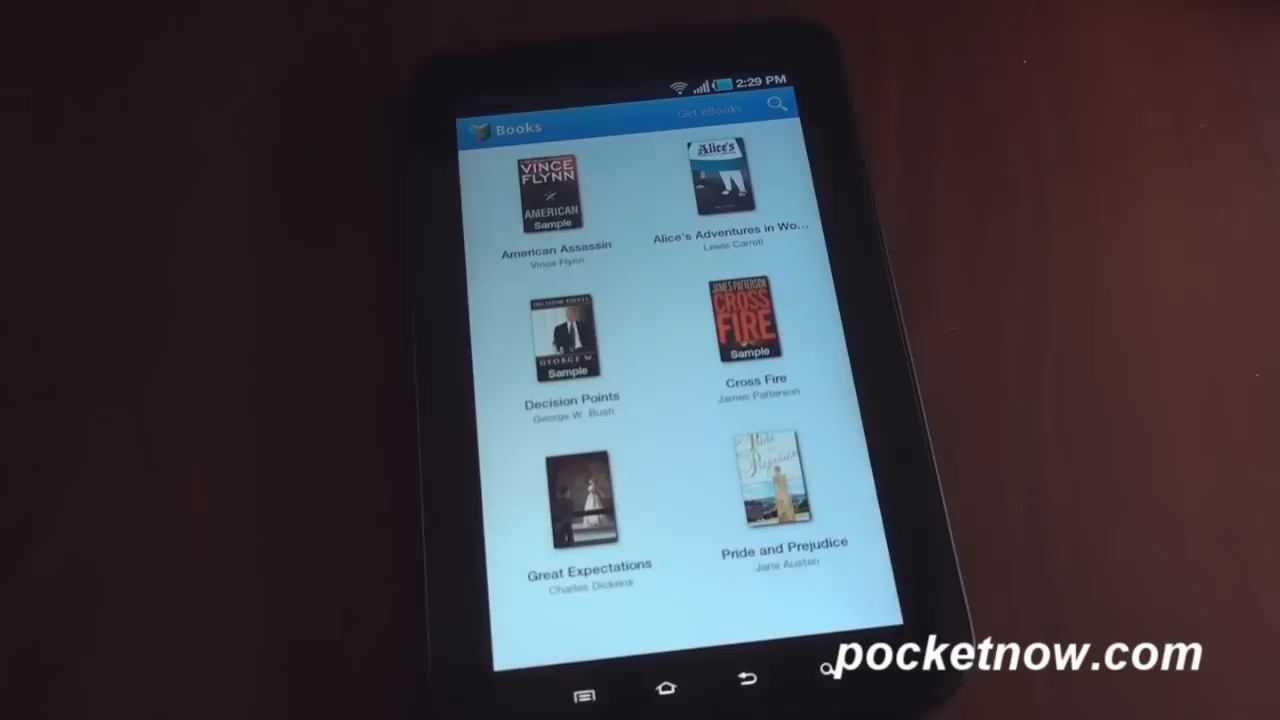 2:29 PM
Books
Get eBooks
VINCE
FLYNN
AMERICAN
Sample
American Assassin
Vince Flynn
Alice's
Alice's Adventures in Wo...
Lewis Carroll
DECISION POINTS
GEORGE W.
Sample
Decision Points
George W. Bush
JAMES PATTERSON
CROSS
FIRE
Sample
Cross Fire
James Patterson
Great Expectations
Charles Dickens
Pride
Prejudice
Pride and Prejudice
Jane Austen
pocketnow.com